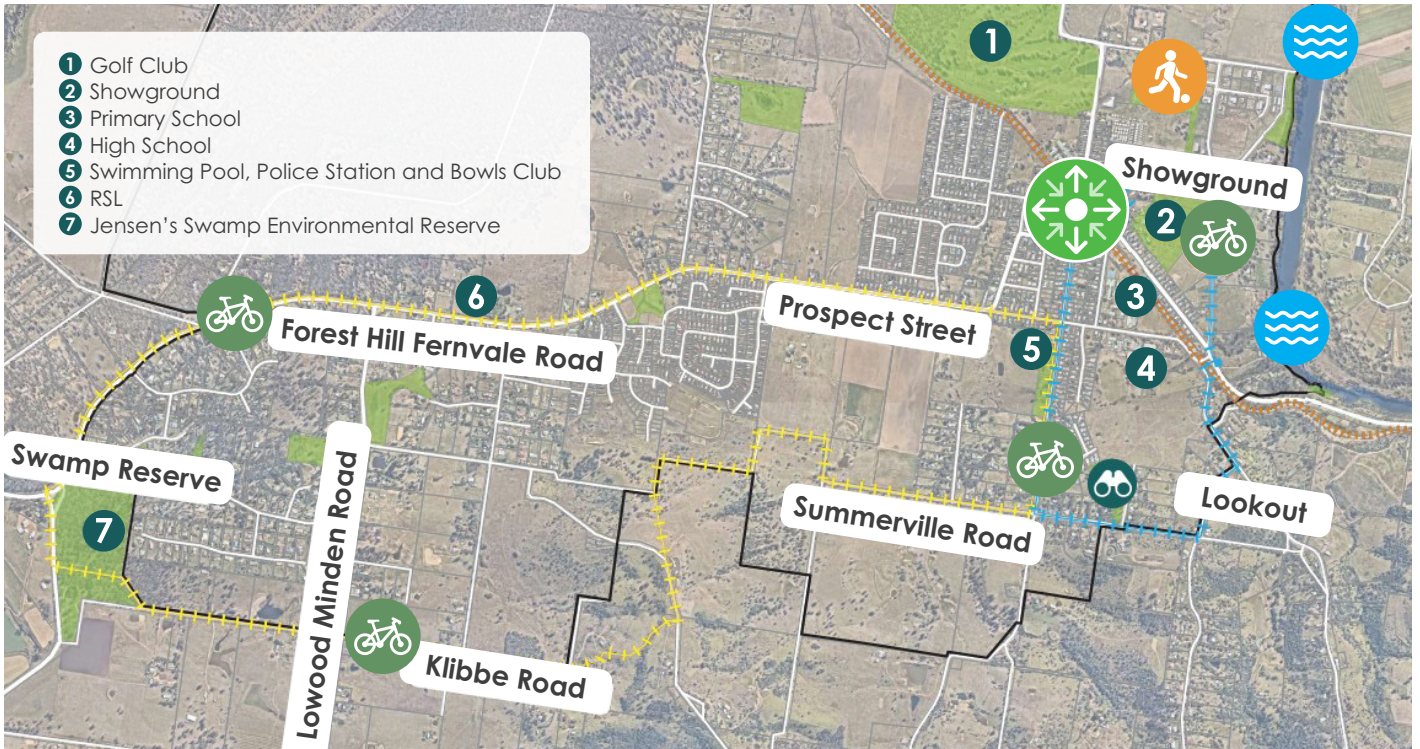 1 Golf Club
2 Showground
3 Primary School
4 High School
5 Swimming Pool, Police Station and Bowls Club
6 RSL
7 Jensen's Swamp Environmental Reserve
1
Showground
2
3
6
Prospect Street
Forest Hill Fernvale Road
5
4
Swamp Reserve
Lowood Minden Road
Summerville Road
Lookout
7
Klibbe Road